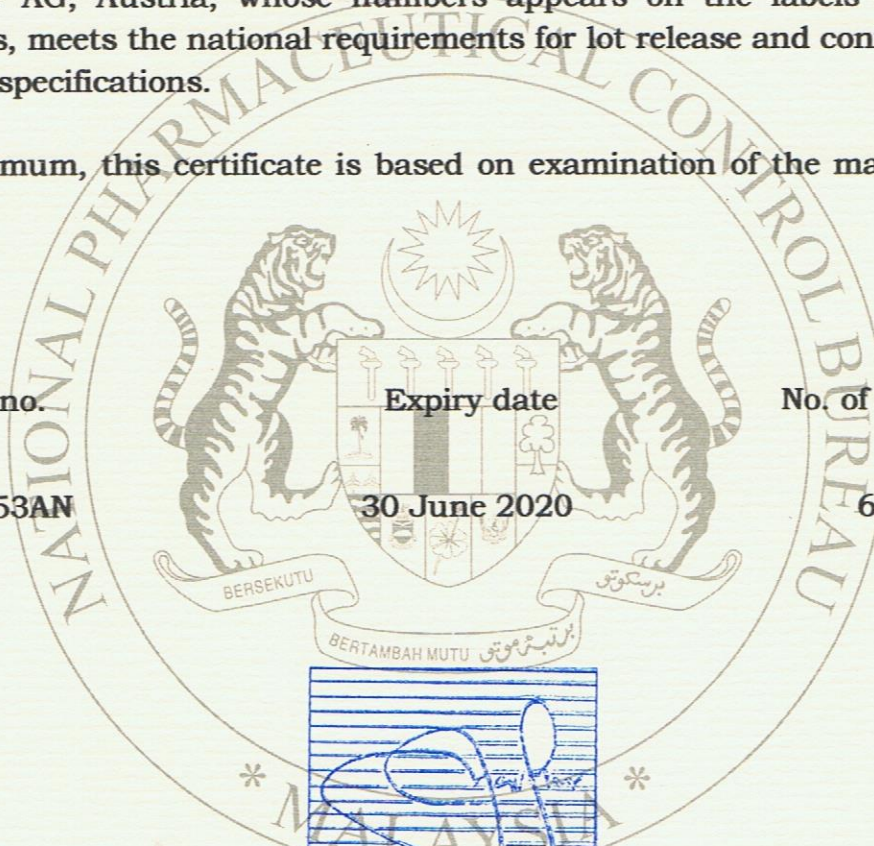 AG, Austria, whose numbers appears on the labels
s, meets the national requirements for lot release and con
specifications.
mum, this certificate is based on examination of the ma
no.
Expiry date
No. of
53AN
30 June 2020
6
NATIONAL PHARMACEUTICAL CONTROL BUREAU
BERSEKUTU
برسكوتو
BERTAMBAH MUTU
برتمبه موتو
* MALAYSIA *